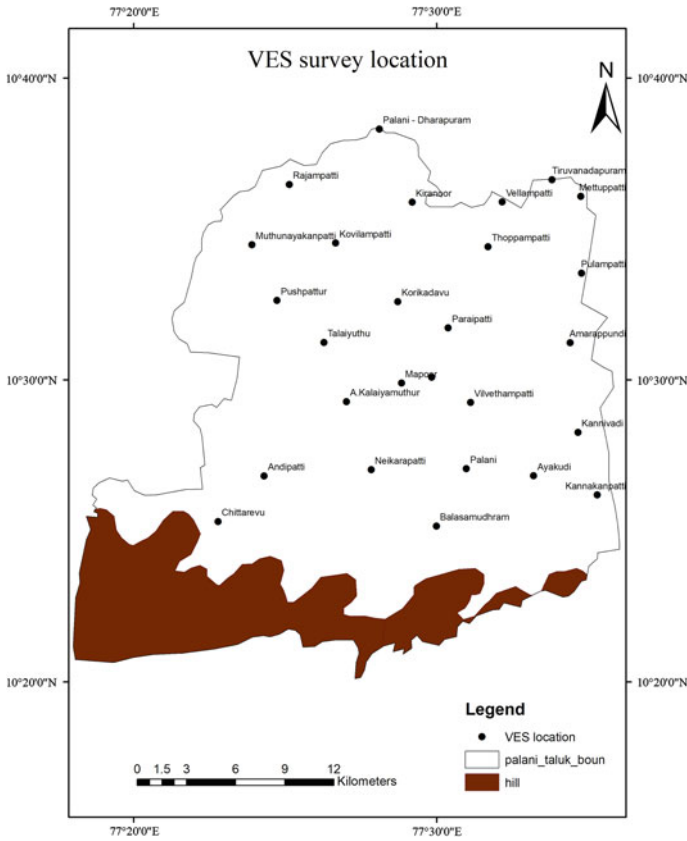 77°20'0"E 77°30'0"E
VES survey location
10°40'0"N 10°40'0"N
N
Palani - Dharapuram
Tiruvanadapuram
Rajampatti
Mettuppatti
Kiranoor
Vellampatti
Muthunayakanpatti
Kovilampatti
Thoppampatti
Pulampatti
Pushpattur
Korikadavu
Paraipatti
Talaiyuthu
Amarappundi
10°30'0"N 10°30'0"N
Mapoor
A.Kalaiyamuthur
Vilvethampatti
Kannivadi
Andipatti
Neikarapatti
Palani
Ayakudi
Kannakanpatti
Chittarevu
Balasamudhram
10°20'0"N 10°20'0"N
Legend
VES location
palani_taluk_boun
hill
0 1.5 3 6 9 12
Kilometers
77°20'0"E 77°30'0"E